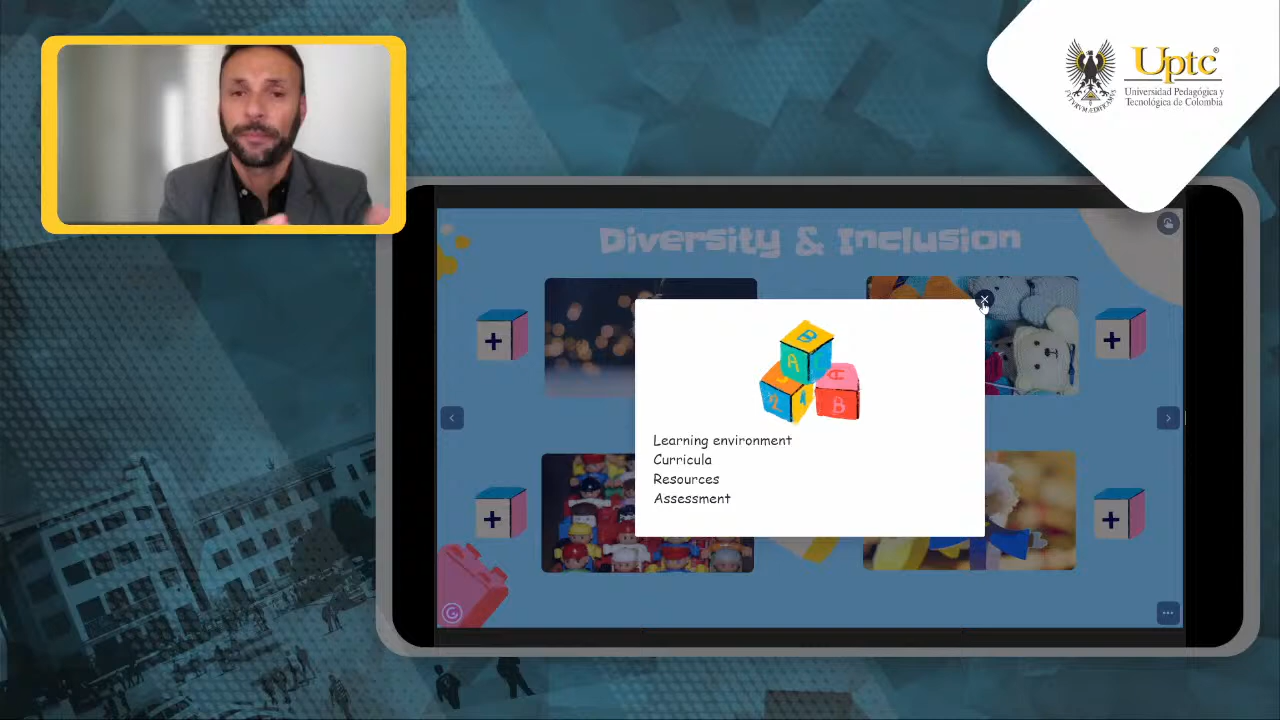 Uptc®
Universidad Pedagógica y
Tecnológica de Colombia
Diversity & Inclusion
Learning environment
Curricula
Resources
Assessment